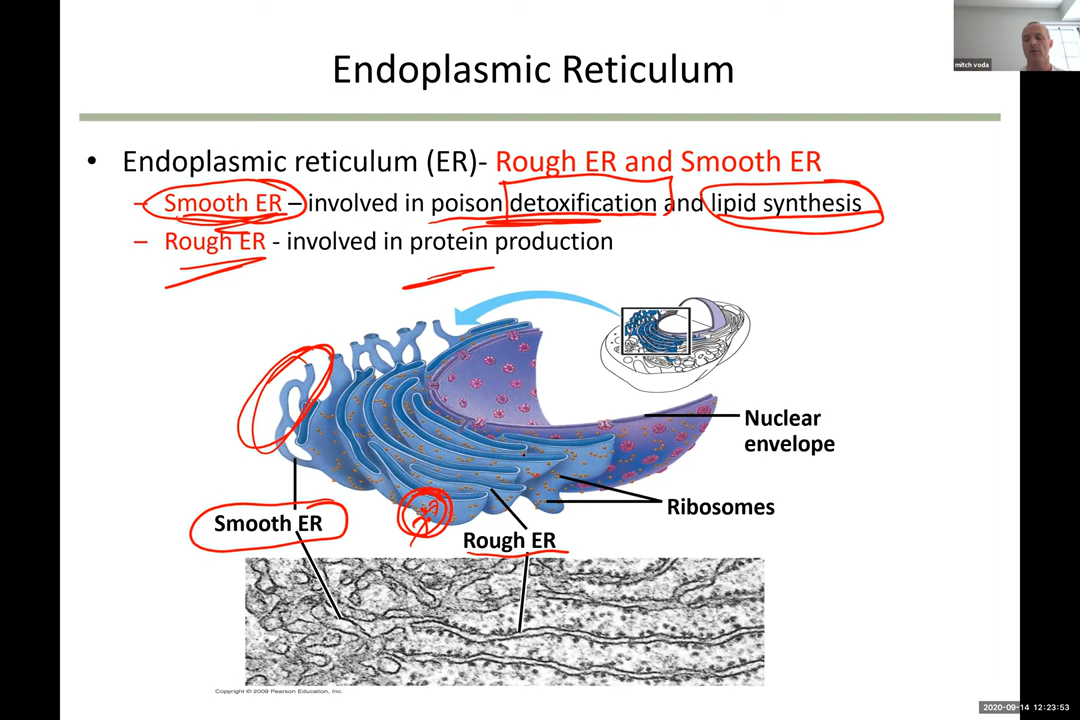 mitch voda
Endoplasmic Reticulum
• Endoplasmic reticulum (ER)- Rough ER and Smooth ER
– Smooth ER – involved in poison detoxification and lipid synthesis
– Rough ER - involved in protein production
Nuclear
envelope
Ribosomes
Smooth ER
Rough ER
Copyright © 2009 Pearson Education, Inc.
2020-09-14 12:23:53